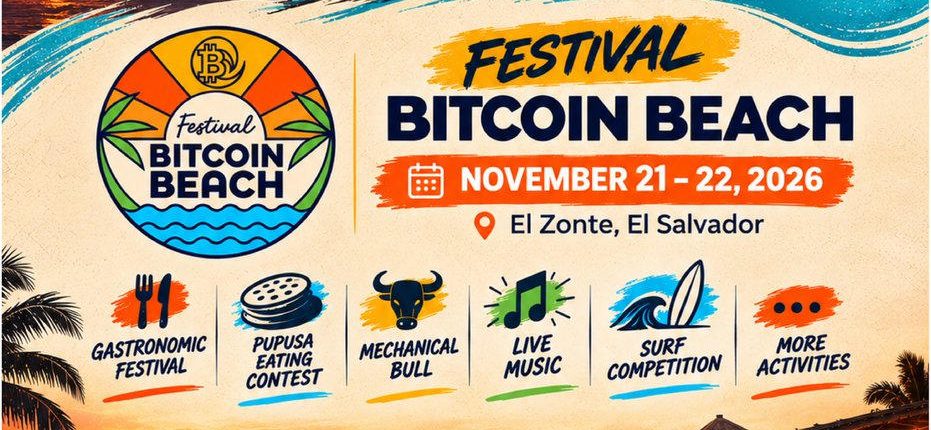 Festival
BITCOIN
BEACH
FESTIVAL
BITCOIN BEACH
NOVEMBER 21 – 22, 2026
El Zonte, El Salvador
GASTRONOMIC
FESTIVAL
PUPUSA
EATING
CONTEST
MECHANICAL
BULL
LIVE
MUSIC
SURF
COMPETITION
MORE
ACTIVITIES